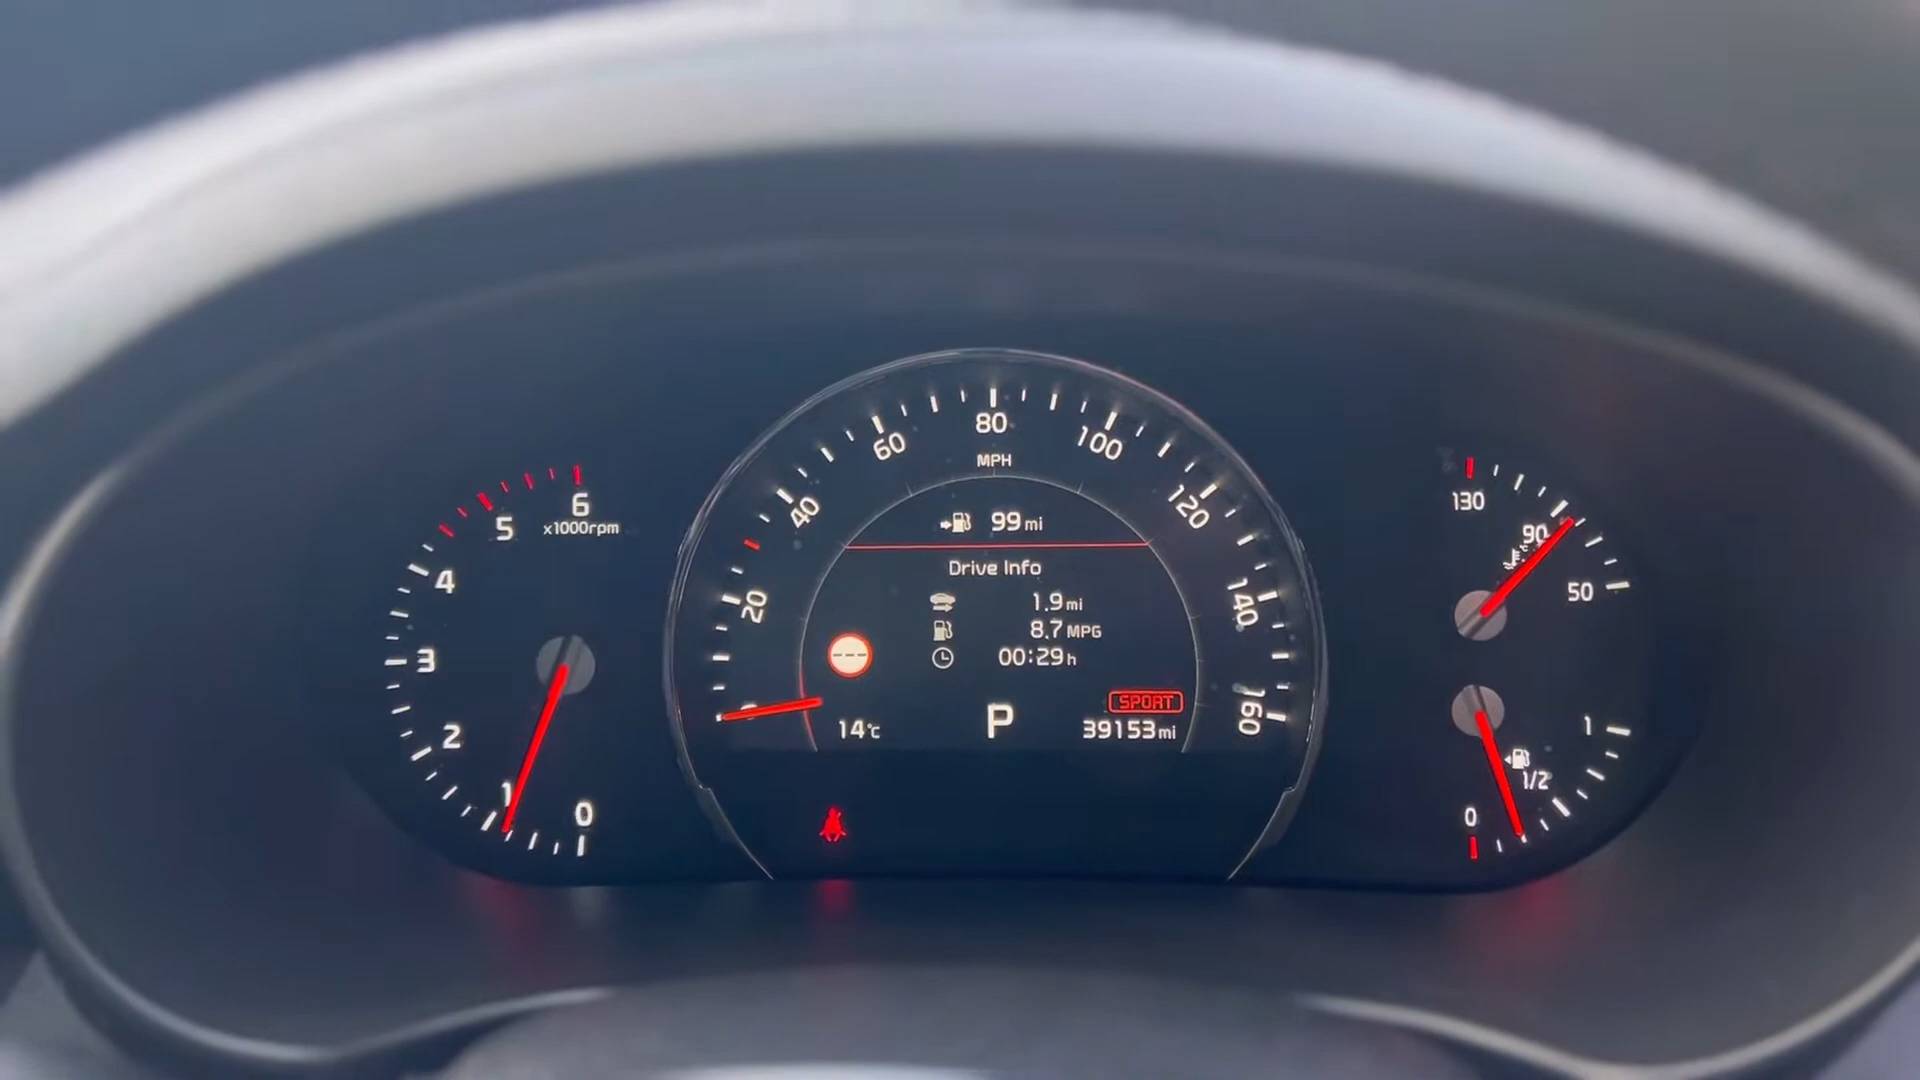 6
x1000rpm
5
4
3
2
1
0
80
60
100
MPH
40
120
20
140
160
99 mi
Drive Info
1.9 mi
8.7 MPG
00:29 h
SPORT
14°C
P
39153 mi
130
90
50
1
1/2
0